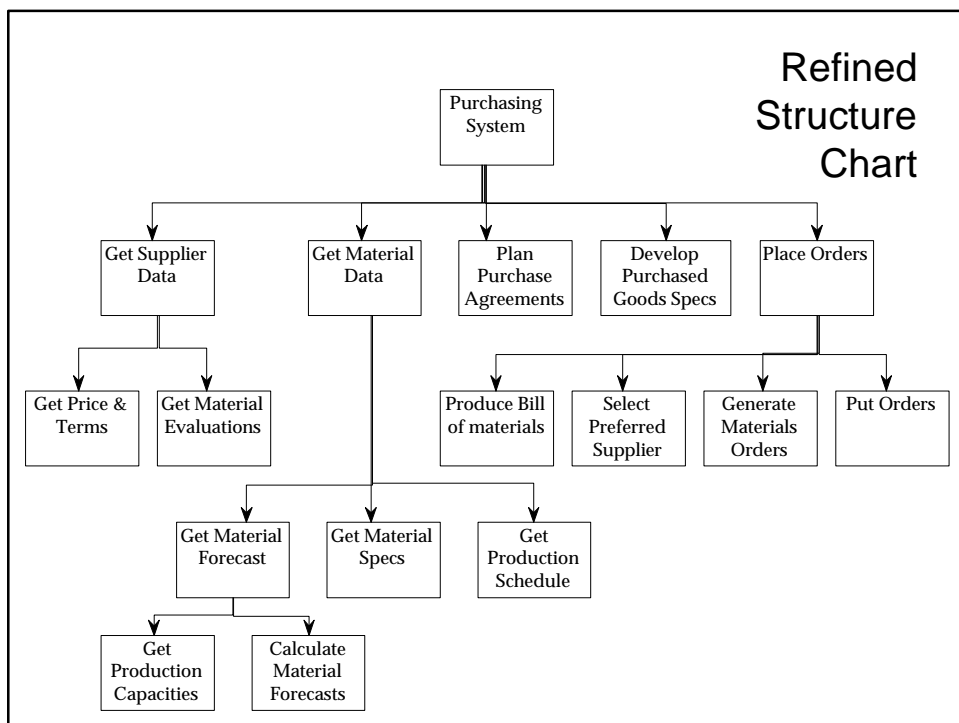 Refined
Structure
Chart
Purchasing
System
Get Supplier
Data
Get Material
Data
Plan
Purchase
Agreements
Develop
Purchased
Goods Specs
Place Orders
Get Price &
Terms
Get Material
Evaluations
Produce Bill
of materials
Select
Preferred
Supplier
Generate
Materials
Orders
Put Orders
Get Material
Forecast
Get Material
Specs
Get
Production
Schedule
Get
Production
Capacities
Calculate
Material
Forecasts